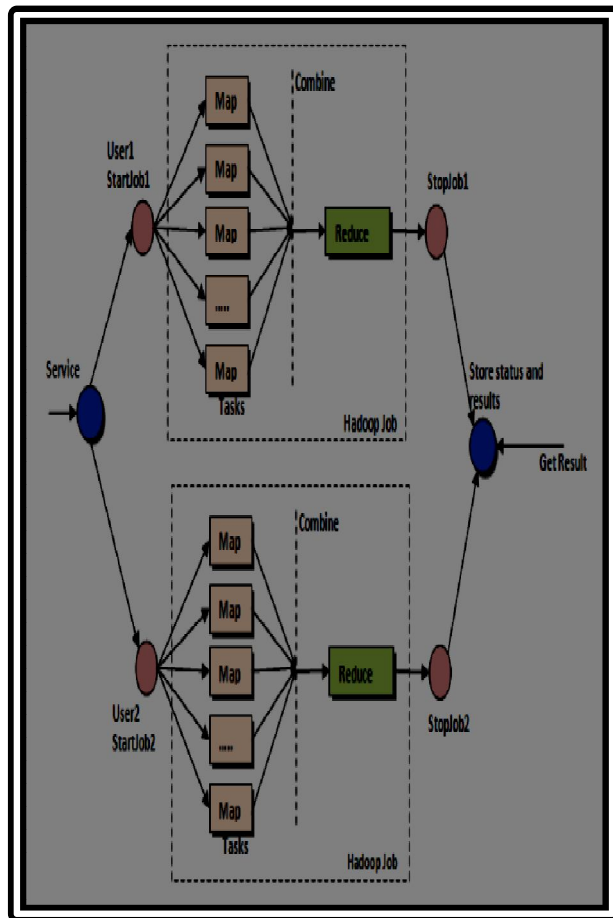 Combine
Map
User1
StartJob1
Map
StopJob1
Map
Reduce
.....
Service
Map
Tasks
Hadoop Job
Store status and
results
Get Result
Combine
Map
Map
Map
Reduce
User2
StartJob2
.....
StopJob2
Map
Tasks
Hadoop Job